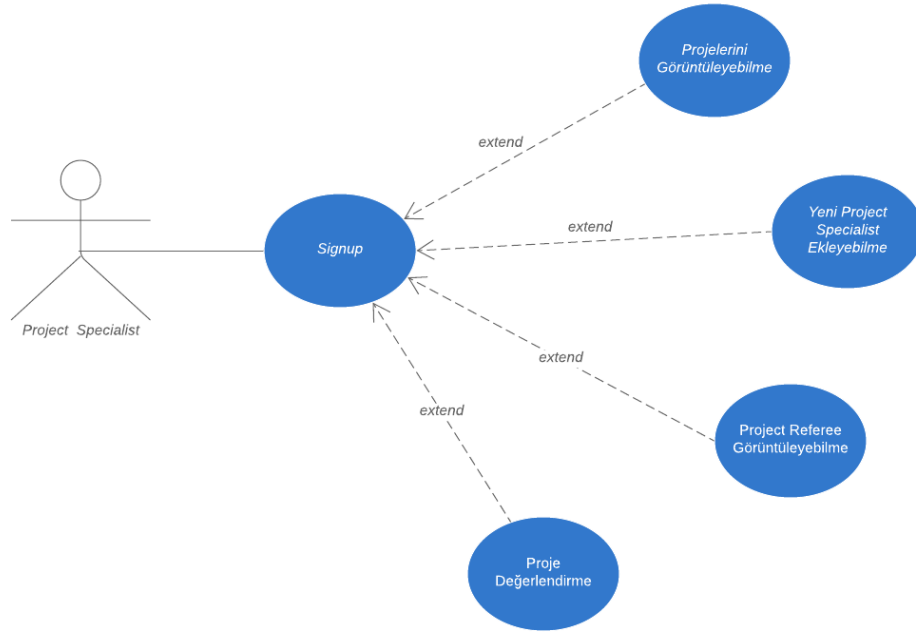 Projelerini
Görüntüleyebilme
extend
Yeni Project
Specialist
Ekleyebilme
extend
Signup
Project Specialist
extend
extend
Project Referee
Görüntüleyebilme
Proje
Değerlendirme